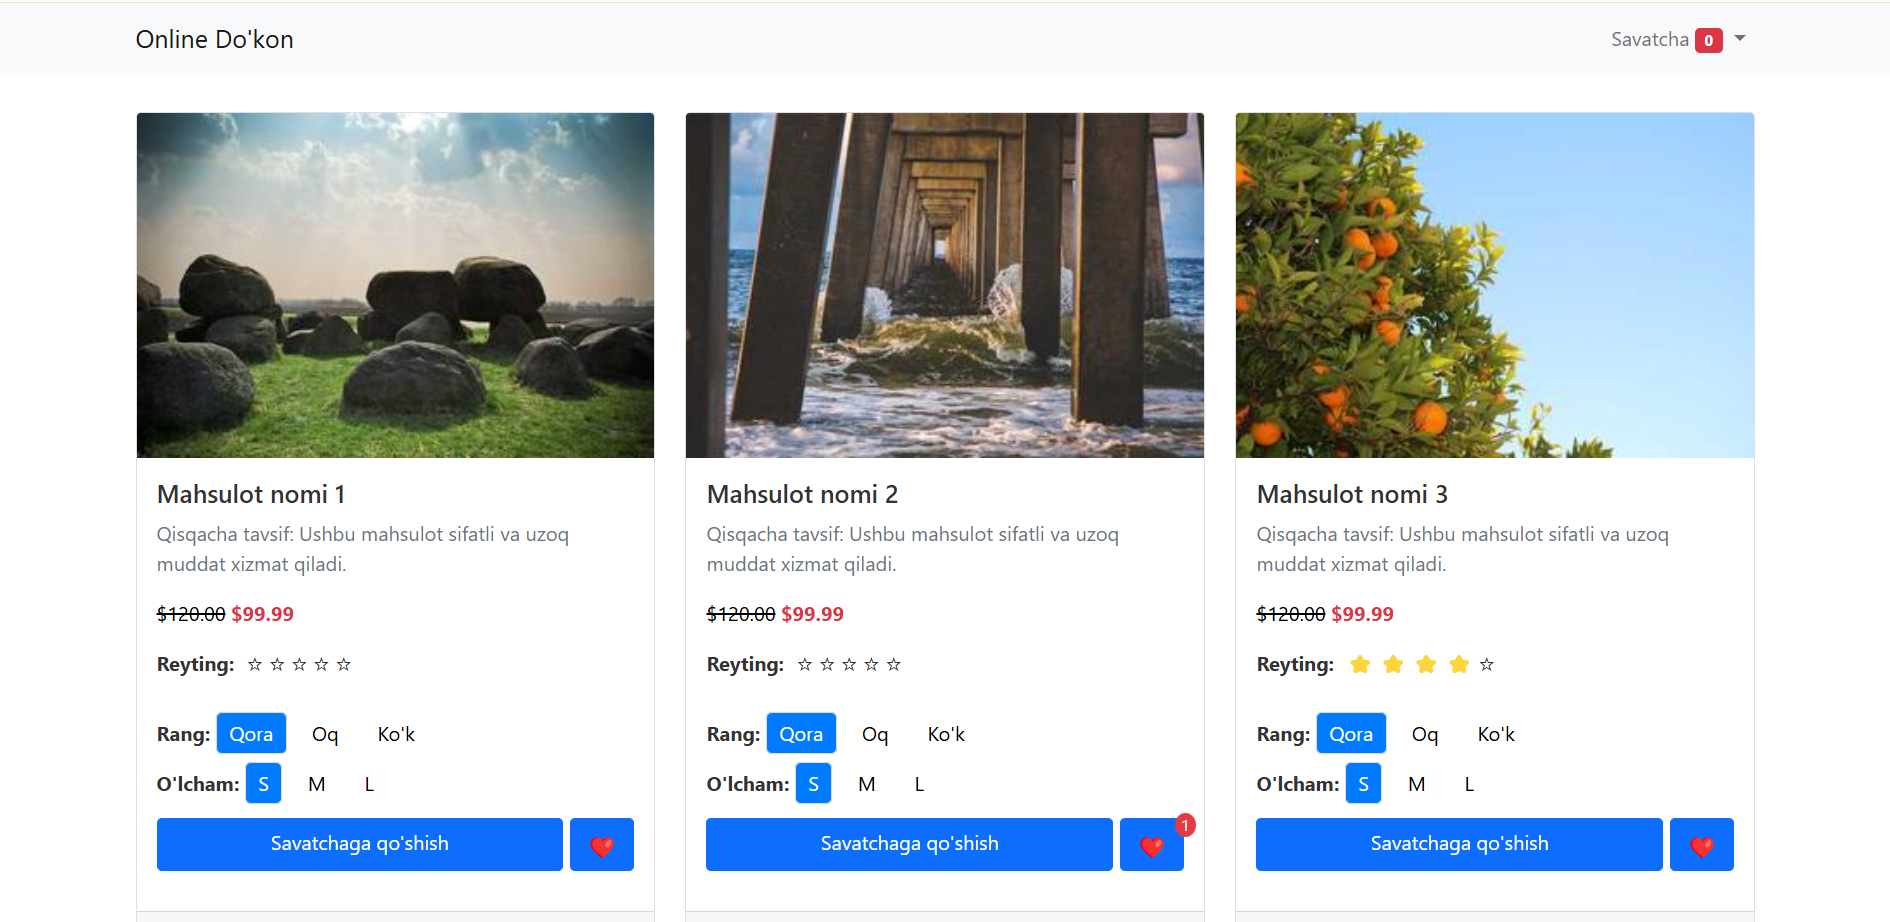 Online Do'kon
Savatcha 0
Mahsulot nomi 1
Qisqacha tavsif: Ushbu mahsulot sifatli va uzoq
muddat xizmat qiladi.
$120.00 $99.99
Reyting: ☆ ☆ ☆ ☆ ☆
Rang: Qora Oq Ko'k
O'lcham: S M L
Savatchaga qo'shish
Mahsulot nomi 2
Qisqacha tavsif: Ushbu mahsulot sifatli va uzoq
muddat xizmat qiladi.
$120.00 $99.99
Reyting: ☆ ☆ ☆ ☆ ☆
Rang: Qora Oq Ko'k
O'lcham: S M L
Savatchaga qo'shish
1
Mahsulot nomi 3
Qisqacha tavsif: Ushbu mahsulot sifatli va uzoq
muddat xizmat qiladi.
$120.00 $99.99
Reyting: ★ ★ ★ ★ ☆
Rang: Qora Oq Ko'k
O'lcham: S M L
Savatchaga qo'shish